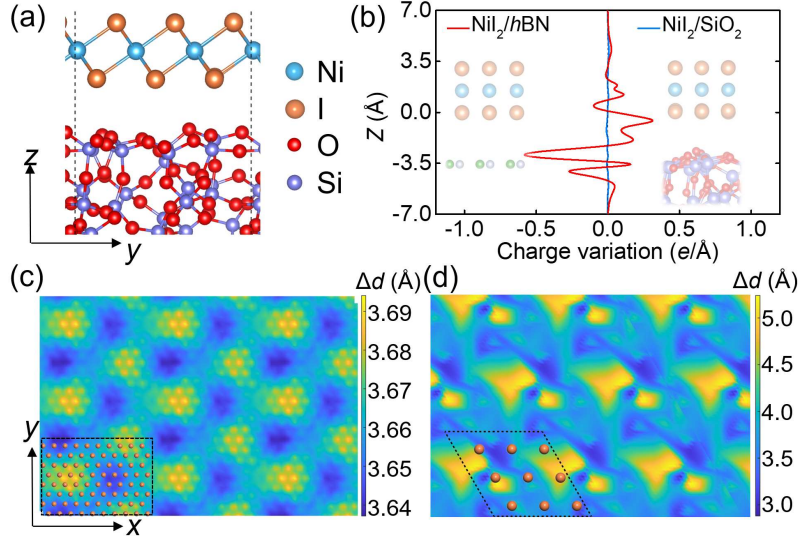 (a)
Ni
I
O
Si
z
y
(b)
7.0
3.5
0.0
-3.5
-7.0
Z (Å)
NiI₂/hBN
NiI₂/SiO₂
-1.0
-0.5
0.0
0.5
1.0
Charge variation (e/Å)
(c)
Δd (Å)
3.69
3.68
3.67
3.66
3.65
3.64
y
x
(d)
Δd (Å)
5.0
4.5
4.0
3.5
3.0